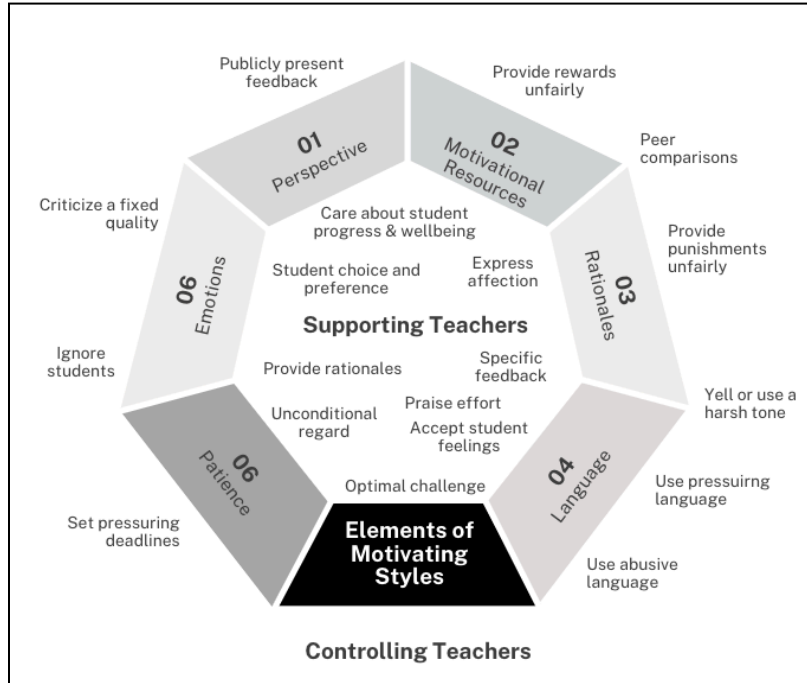 Publicly present
feedback
Provide rewards
unfairly
01
Perspective
02
Motivational
Resources
Peer
comparisons
Criticize a fixed
quality
Care about student
progress & wellbeing
Provide
punishments
unfairly
Student choice and
preference
Express
affection
06
Emotions
03
Rationales
Supporting Teachers
Ignore
students
Provide rationales
Specific
feedback
Yell or use a
harsh tone
Unconditional
regard
Praise effort
Accept student
feelings
06
Patience
04
Language
Optimal challenge
Use pressuirng
language
Set pressuring
deadlines
Elements of
Motivating
Styles
Use abusive
language
Controlling Teachers